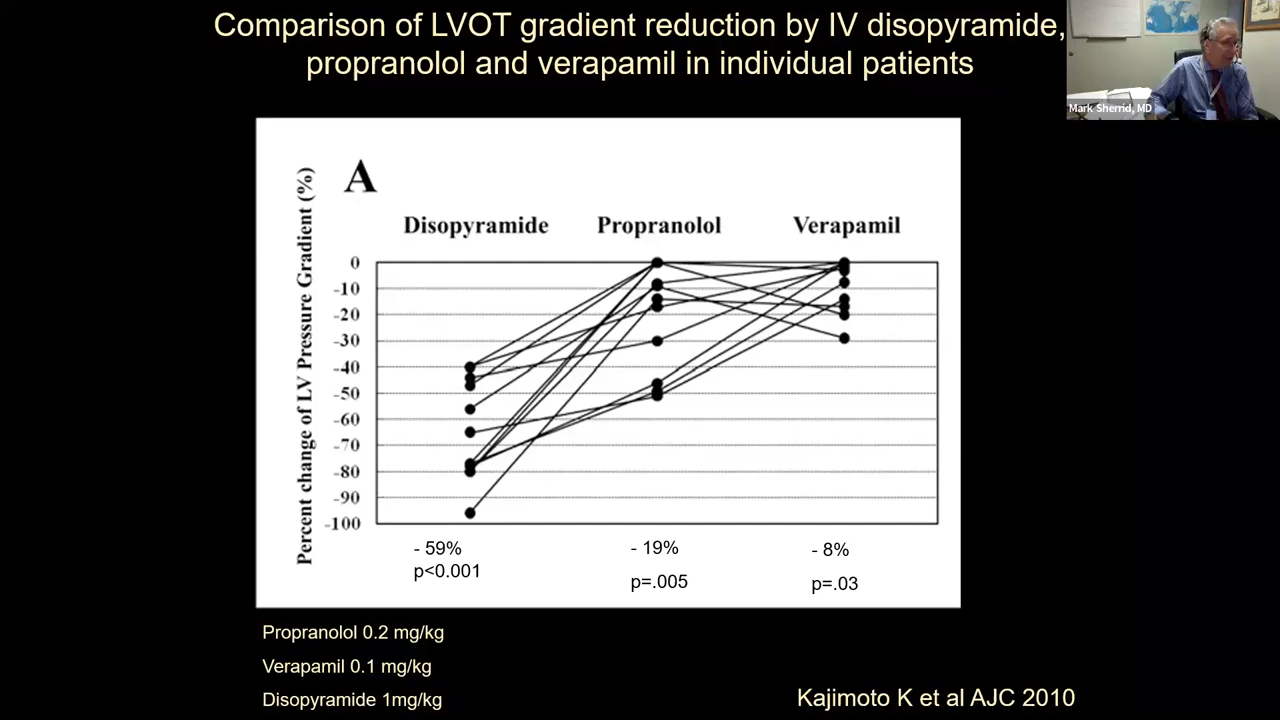 Comparison of LVOT gradient reduction by IV disopyramide,
propranolol and verapamil in individual patients
Mark Sherrid, MD
A
Percent change of LV Pressure Gradient (%)
Disopyramide Propranolol Verapamil
0
-10
-20
-30
-40
-50
-60
-70
-80
-90
-100
- 59% - 19% - 8%
p<0.001 p=.005 p=.03
Propranolol 0.2 mg/kg
Verapamil 0.1 mg/kg
Disopyramide 1mg/kg
Kajimoto K et al AJC 2010